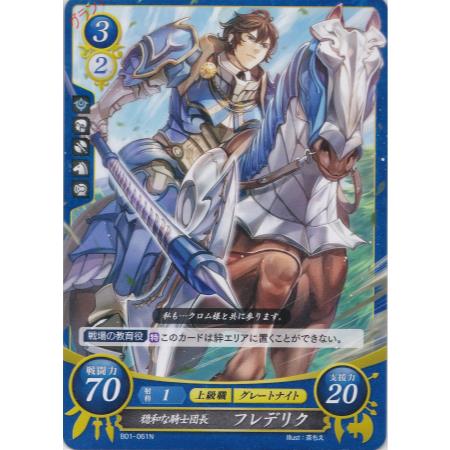 3
2
私も…クロム様と共に参ります。
戦場の教育役 特 このカードは絆エリアに置くことができない。
戦闘力
70
射程 1 上級職 グレートナイト
支援力
20
穏和な騎士団長 フレデリク
B01-061N
Illust:茶ちえ